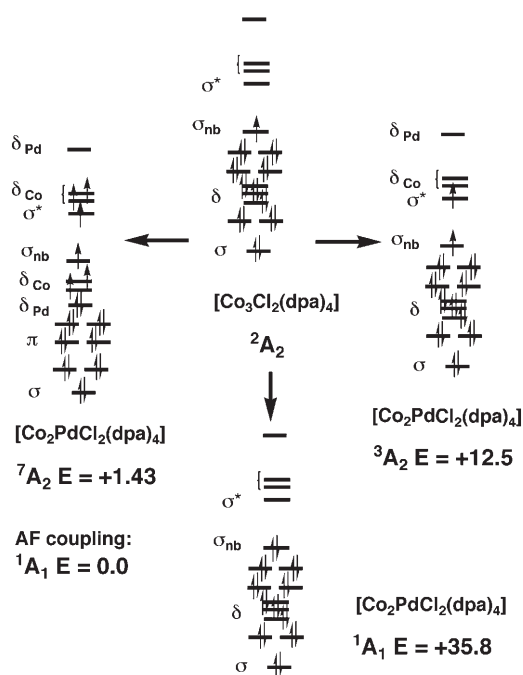 σ*
σnb
δ
σ
[Co3Cl2(dpa)4]
²A2
δPd
δCo
σ*
σnb
δCo
δPd
π
σ
[Co2PdCl2(dpa)4]
⁷A2 E = +1.43
AF coupling:
¹A1 E = 0.0
δPd
δCo
σ*
σnb
δ
σ
[Co2PdCl2(dpa)4]
³A2 E = +12.5
σ*
σnb
δ
σ
[Co2PdCl2(dpa)4]
¹A1 E = +35.8